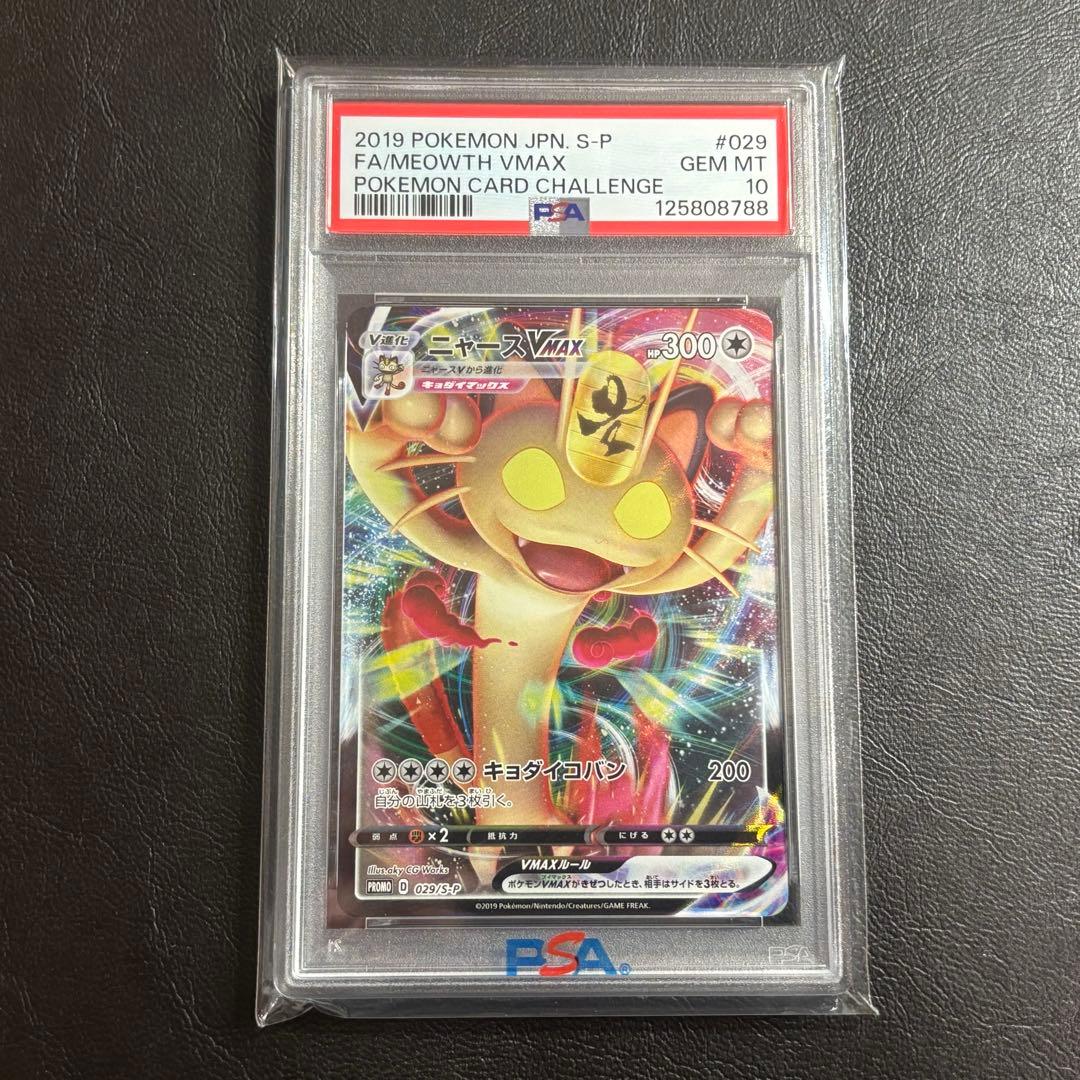 2019 POKEMON JPN. S-P #029
FA/MEOWTH VMAX GEM MT
POKEMON CARD CHALLENGE 10
PSA 125808788
V進化 ニャースVMAX HP300
ニャースVから進化
キョダイマックス
キョダイコバン 200
自分の山札を3枚引く。
弱点 ×2 抵抗力 にげる
VMAXルール
ポケモンVMAXがきぜつしたとき、相手はサイドを3枚とる。
Illus.aky CG Works
PROMO D 029/S-P
©2019 Pokémon/Nintendo/Creatures/GAME FREAK.
PSA®
PSA